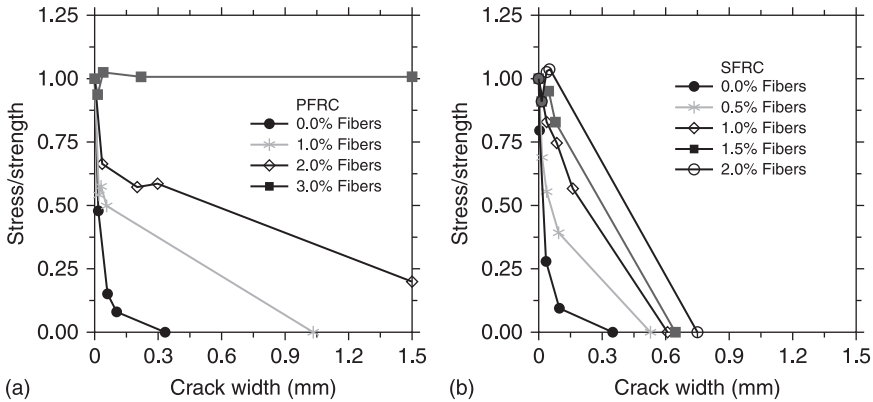 1.25
1.00
0.75
0.50
0.25
0.00
Stress/strength
PFRC
0.0% Fibers
1.0% Fibers
2.0% Fibers
3.0% Fibers
0 0.3 0.6 0.9 1.2 1.5
(a) Crack width (mm)
1.25
1.00
0.75
0.50
0.25
0.00
Stress/strength
SFRC
0.0% Fibers
0.5% Fibers
1.0% Fibers
1.5% Fibers
2.0% Fibers
0 0.3 0.6 0.9 1.2 1.5
(b) Crack width (mm)